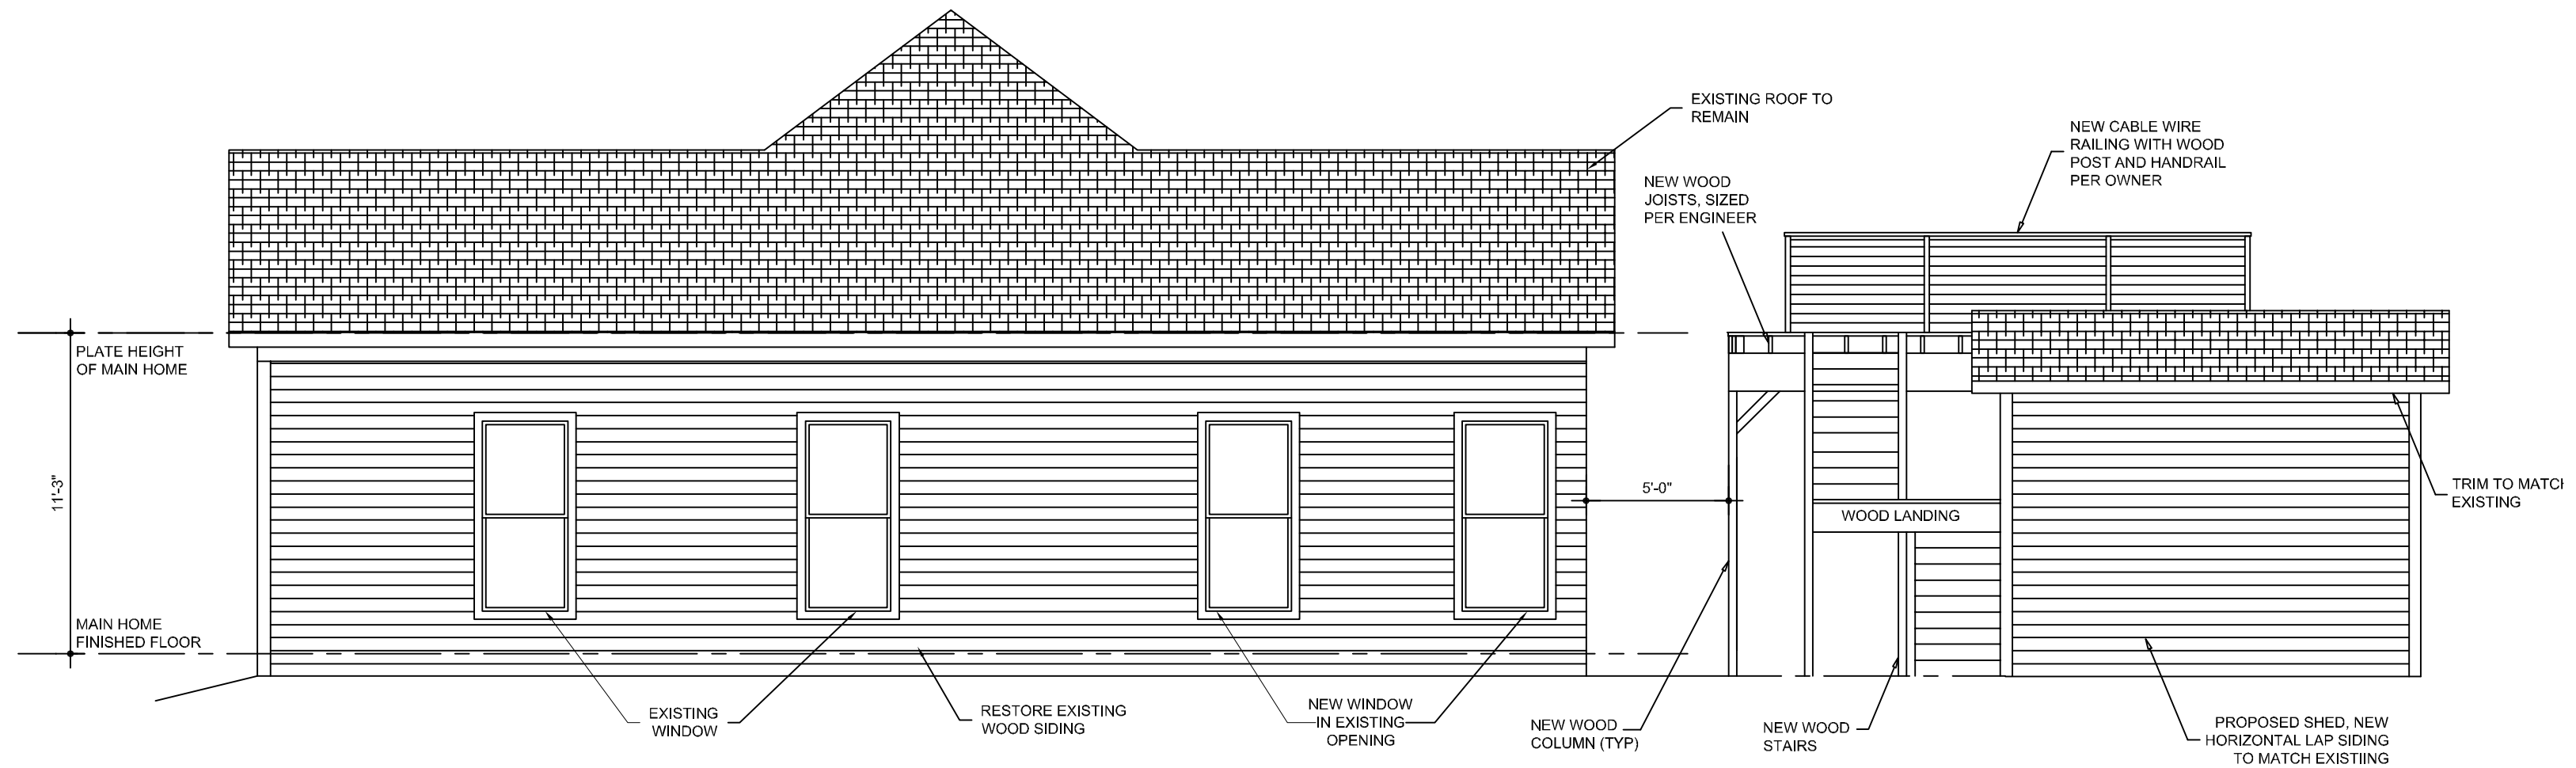 EXISTING ROOF TO
REMAIN
NEW CABLE WIRE
RAILING WITH WOOD
POST AND HANDRAIL
PER OWNER
NEW WOOD
JOISTS, SIZED
PER ENGINEER
PLATE HEIGHT
OF MAIN HOME
11'-3"
5'-0"
TRIM TO MATCH
EXISTING
WOOD LANDING
MAIN HOME
FINISHED FLOOR
EXISTING
WINDOW
RESTORE EXISTING
WOOD SIDING
NEW WINDOW
IN EXISTING
OPENING
NEW WOOD
COLUMN (TYP)
NEW WOOD
STAIRS
PROPOSED SHED, NEW
HORIZONTAL LAP SIDING
TO MATCH EXISTIING